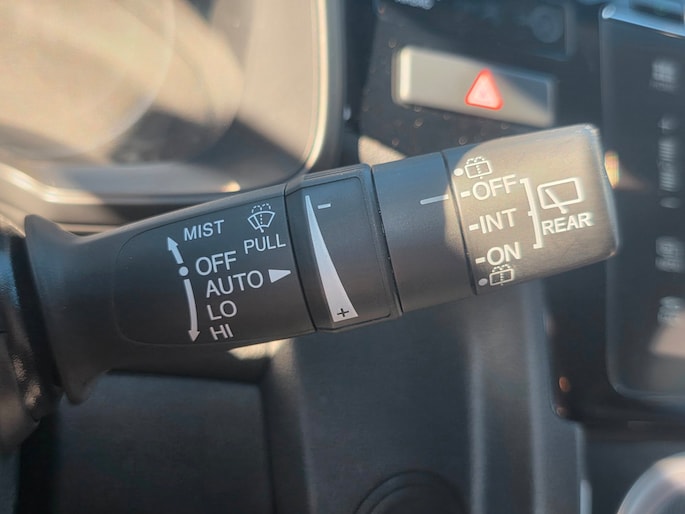 MIST
OFF
AUTO
LO
HI
PULL
-
+
OFF
INT
ON
REAR